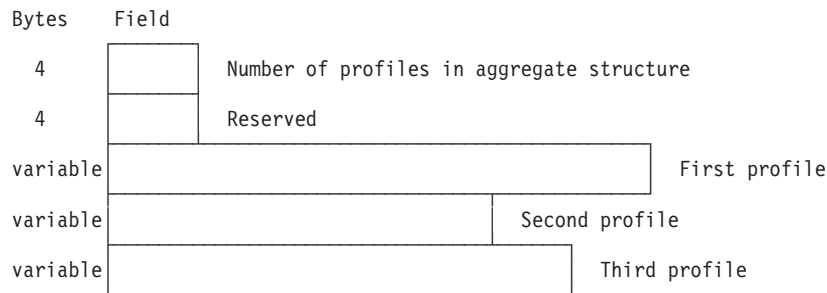 Bytes Field
4 Number of profiles in aggregate structure
4 Reserved
variable First profile
variable Second profile
variable Third profile